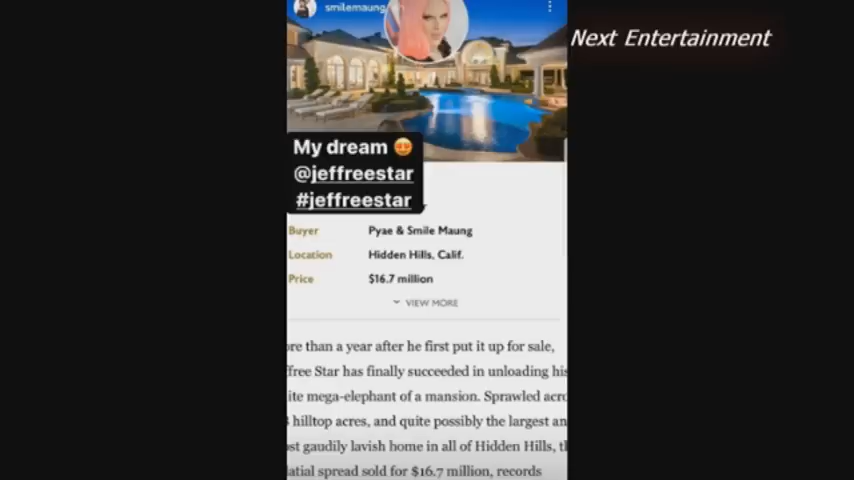 smilemaung
Next Entertainment
My dream
@jeffreestar
#jeffreestar
Buyer Pyae & Smile Maung
Location Hidden Hills, Calif.
Price $16.7 million
VIEW MORE
ore than a year after he first put it up for sale,
ffree Star has finally succeeded in unloading his
ite mega-elephant of a mansion. Sprawled acro
hilltop acres, and quite possibly the largest an
ost gaudily lavish home in all of Hidden Hills, th
latial spread sold for $16.7 million, records